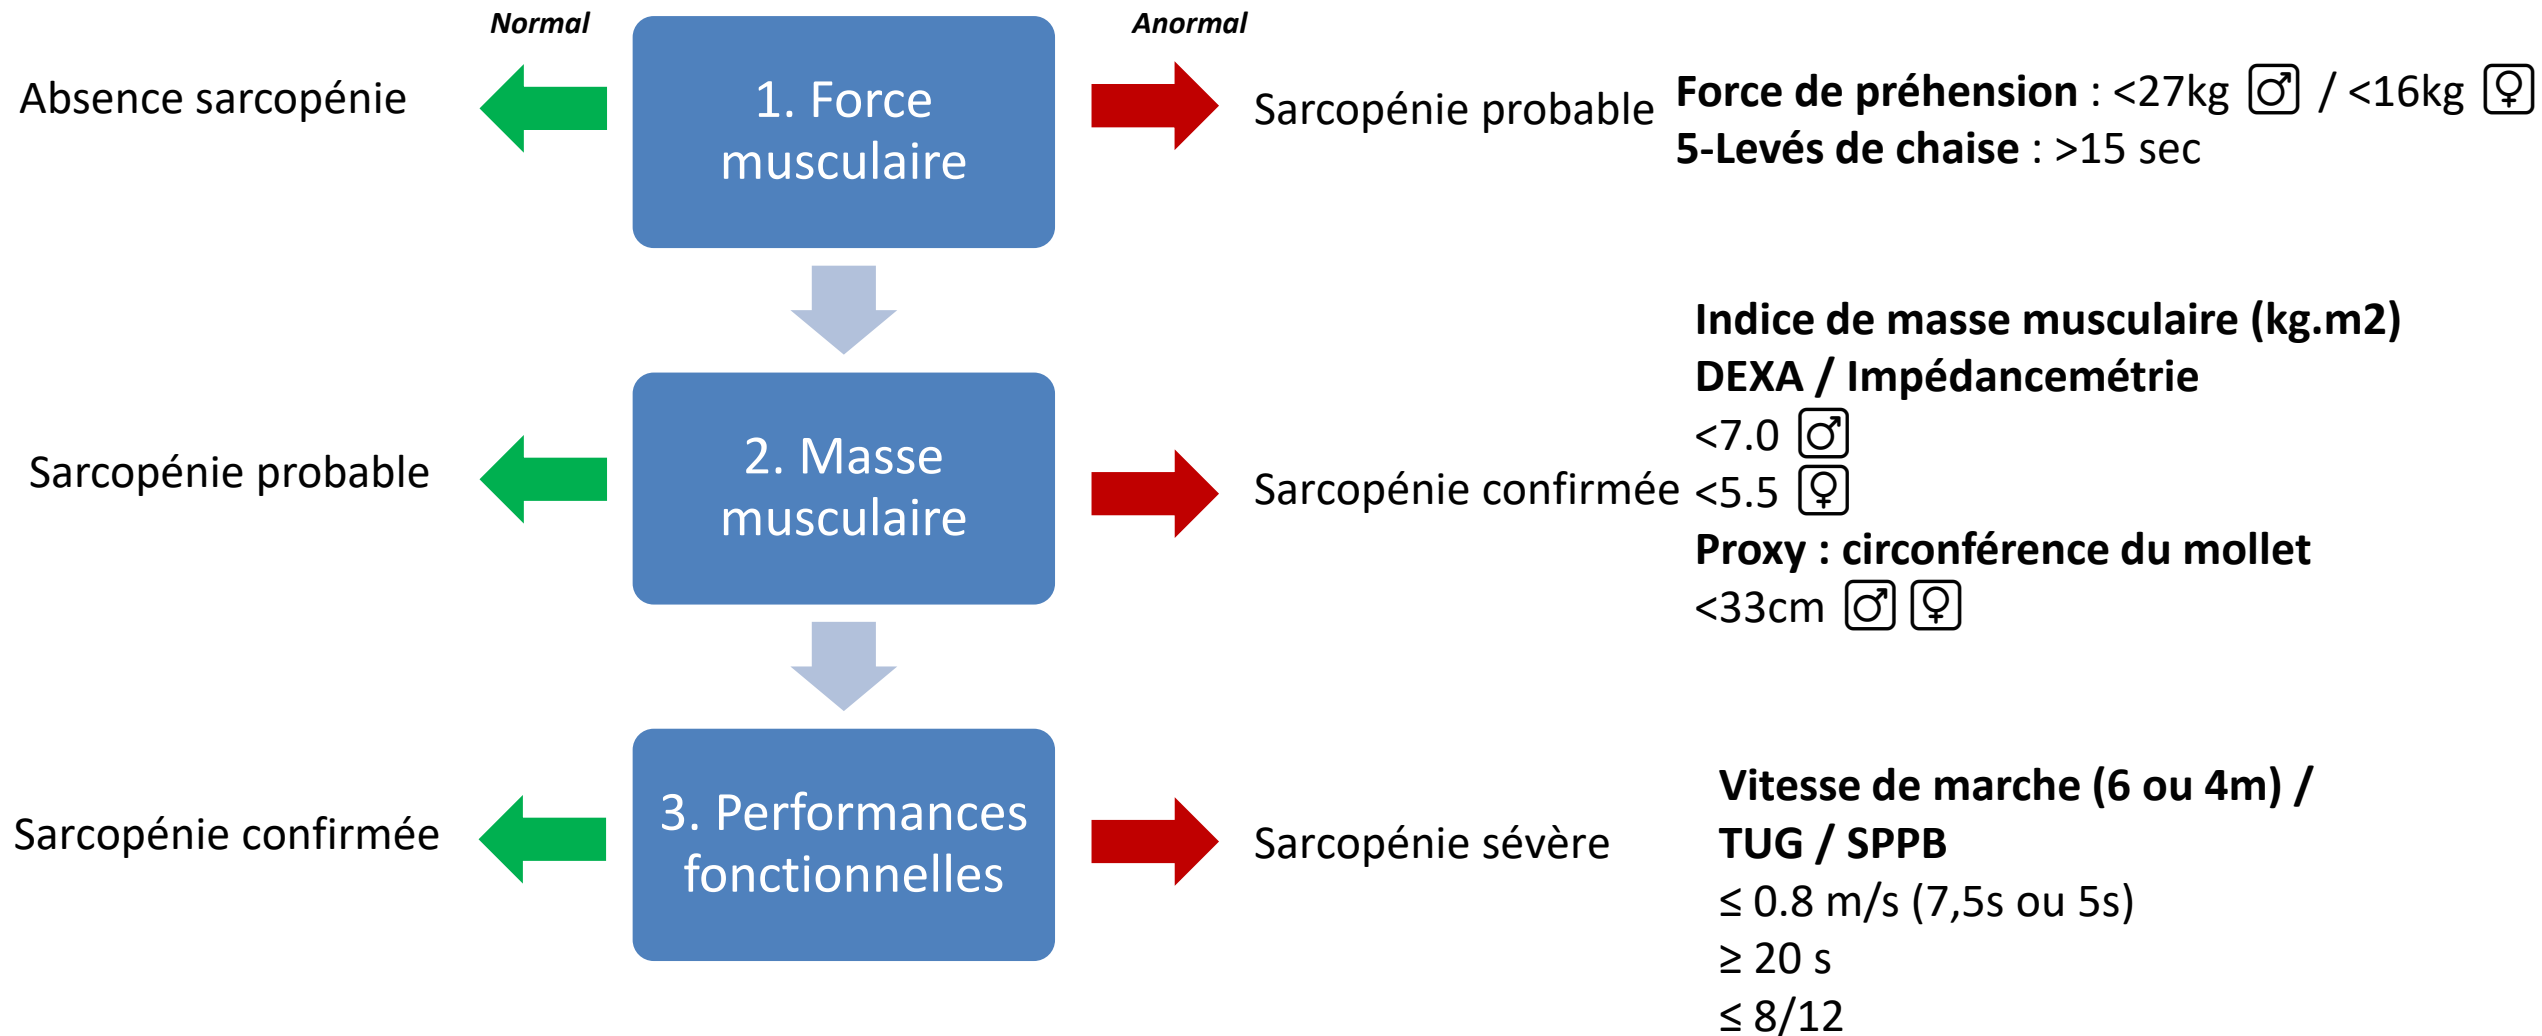 Normal
Anormal
Absence sarcopénie
1. Force
musculaire
Sarcopénie probable
Force de préhension : <27kg ♂ / <16kg ♀
5-Levés de chaise : >15 sec
Sarcopénie probable
2. Masse
musculaire
Sarcopénie confirmée
Indice de masse musculaire (kg.m2)
DEXA / Impédancemétrie
<7.0 ♂
<5.5 ♀
Proxy : circonférence du mollet
<33cm ♂ ♀
Sarcopénie confirmée
3. Performances
fonctionnelles
Sarcopénie sévère
Vitesse de marche (6 ou 4m) /
TUG / SPPB
≤ 0.8 m/s (7,5s ou 5s)
≥ 20 s
≤ 8/12